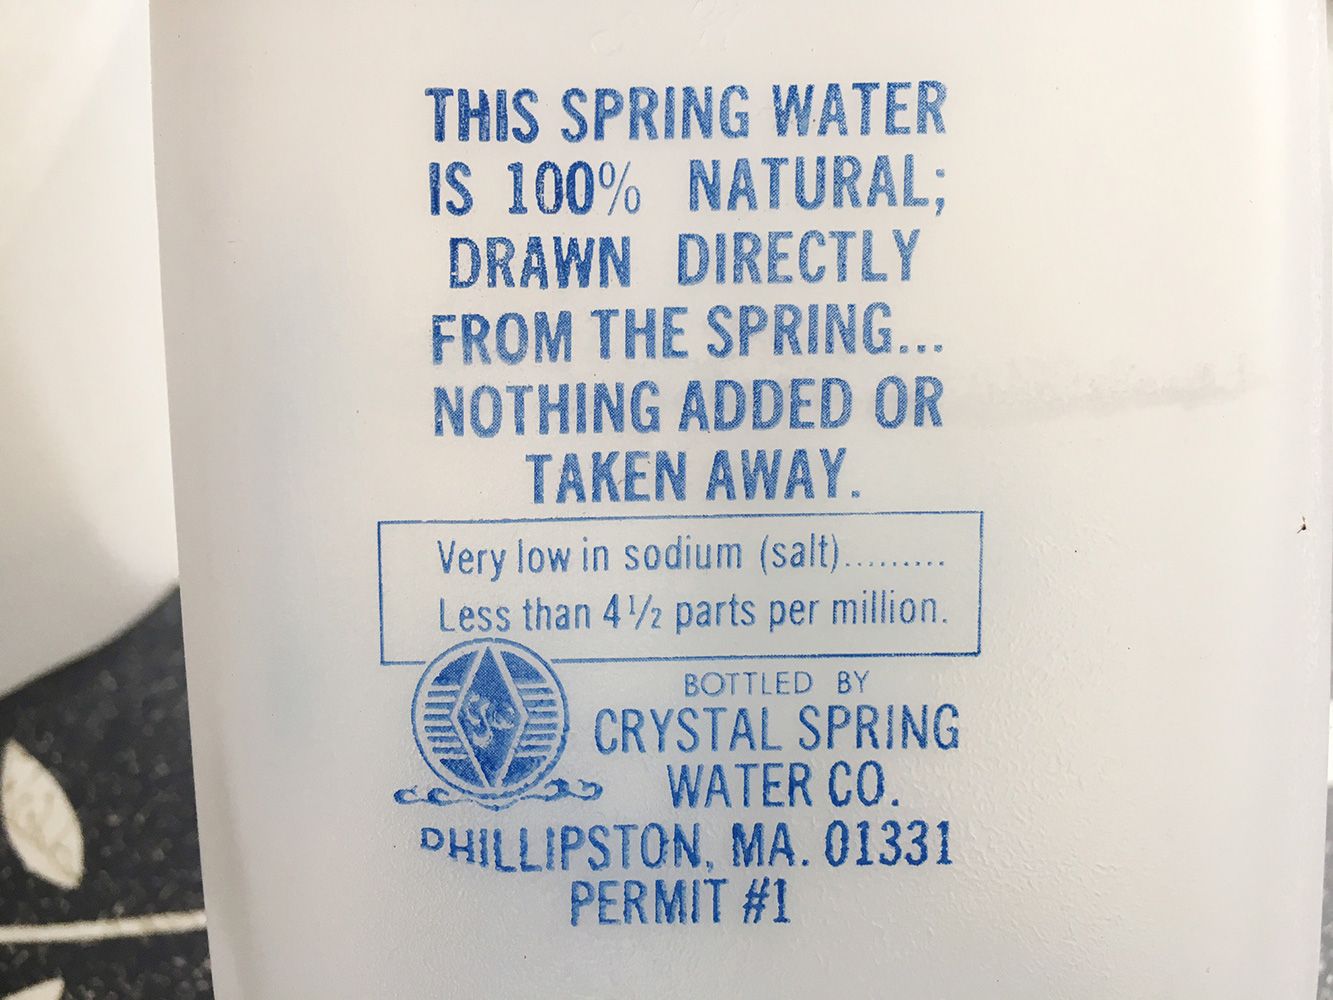 THIS SPRING WATER
IS 100% NATURAL;
DRAWN DIRECTLY
FROM THE SPRING...
NOTHING ADDED OR
TAKEN AWAY.
Very low in sodium (salt).........
Less than 4 1/2 parts per million.
BOTTLED BY
CRYSTAL SPRING
WATER CO.
PHILLIPSTON, MA. 01331
PERMIT #1